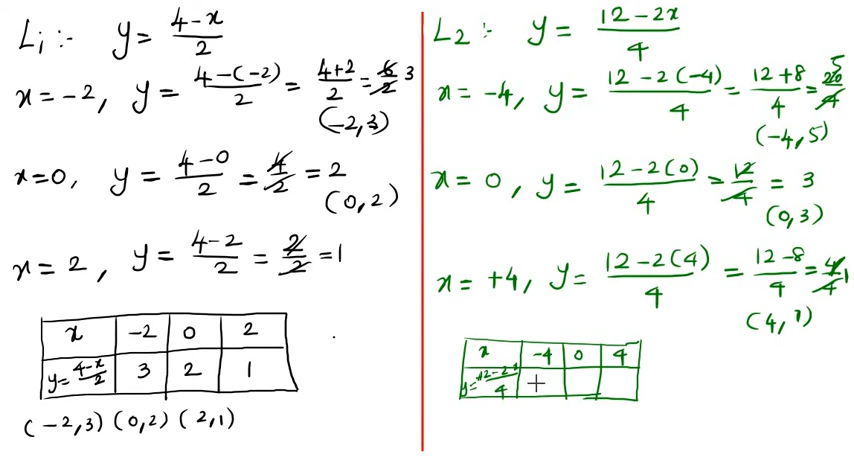 L₁ :- y = (4-x)/2
x = -2, y = (4-(-2))/2 = (4+2)/2 = 6/2 3
(-2, 3)
x=0, y = (4-0)/2 = 4/2 = 2
(0, 2)
x = 2, y = (4-2)/2 = 2/2 = 1
x -2 0 2
y = (4-x)/2 3 2 1
(-2,3) (0,2) (2,1)
L₂ :- y = (12-2x)/4
x = -4, y = (12-2(-4))/4 = (12+8)/4 = 20/4 5
(-4, 5)
x = 0, y = (12-2(0))/4 = 12/4 = 3
(0,3)
x = +4, y = (12-2(4))/4 = (12-8)/4 = 4/4 1
(4, 1)
x -4 0 4
y = (12-2x)/4